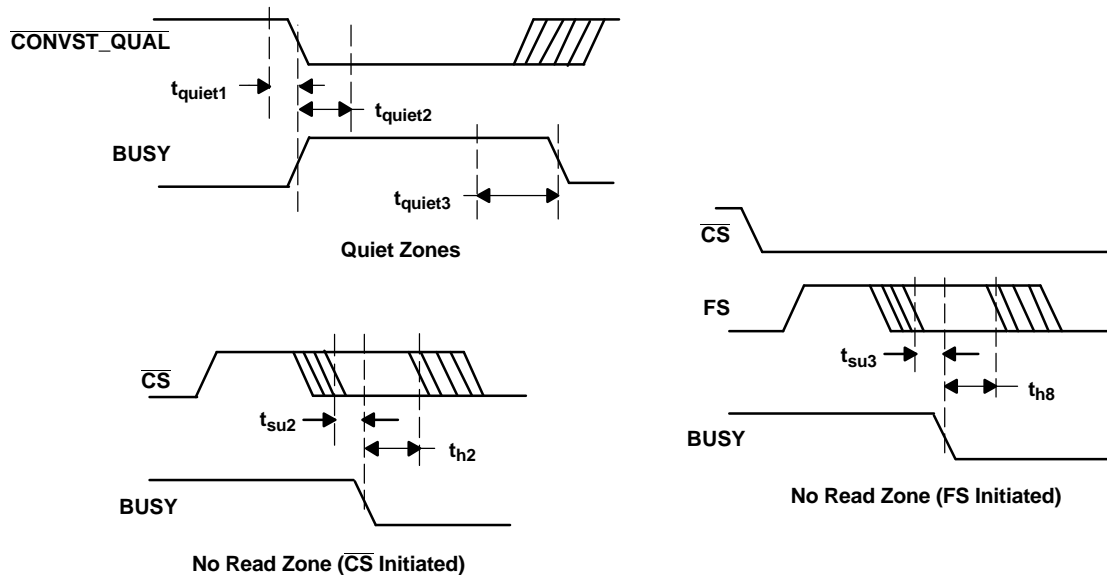 CONVST_QUAL
tquiet1
tquiet2
BUSY
tquiet3
Quiet Zones
CS
FS
tsu3
th8
BUSY
No Read Zone (FS Initiated)
CS
tsu2
th2
BUSY
No Read Zone (CS Initiated)